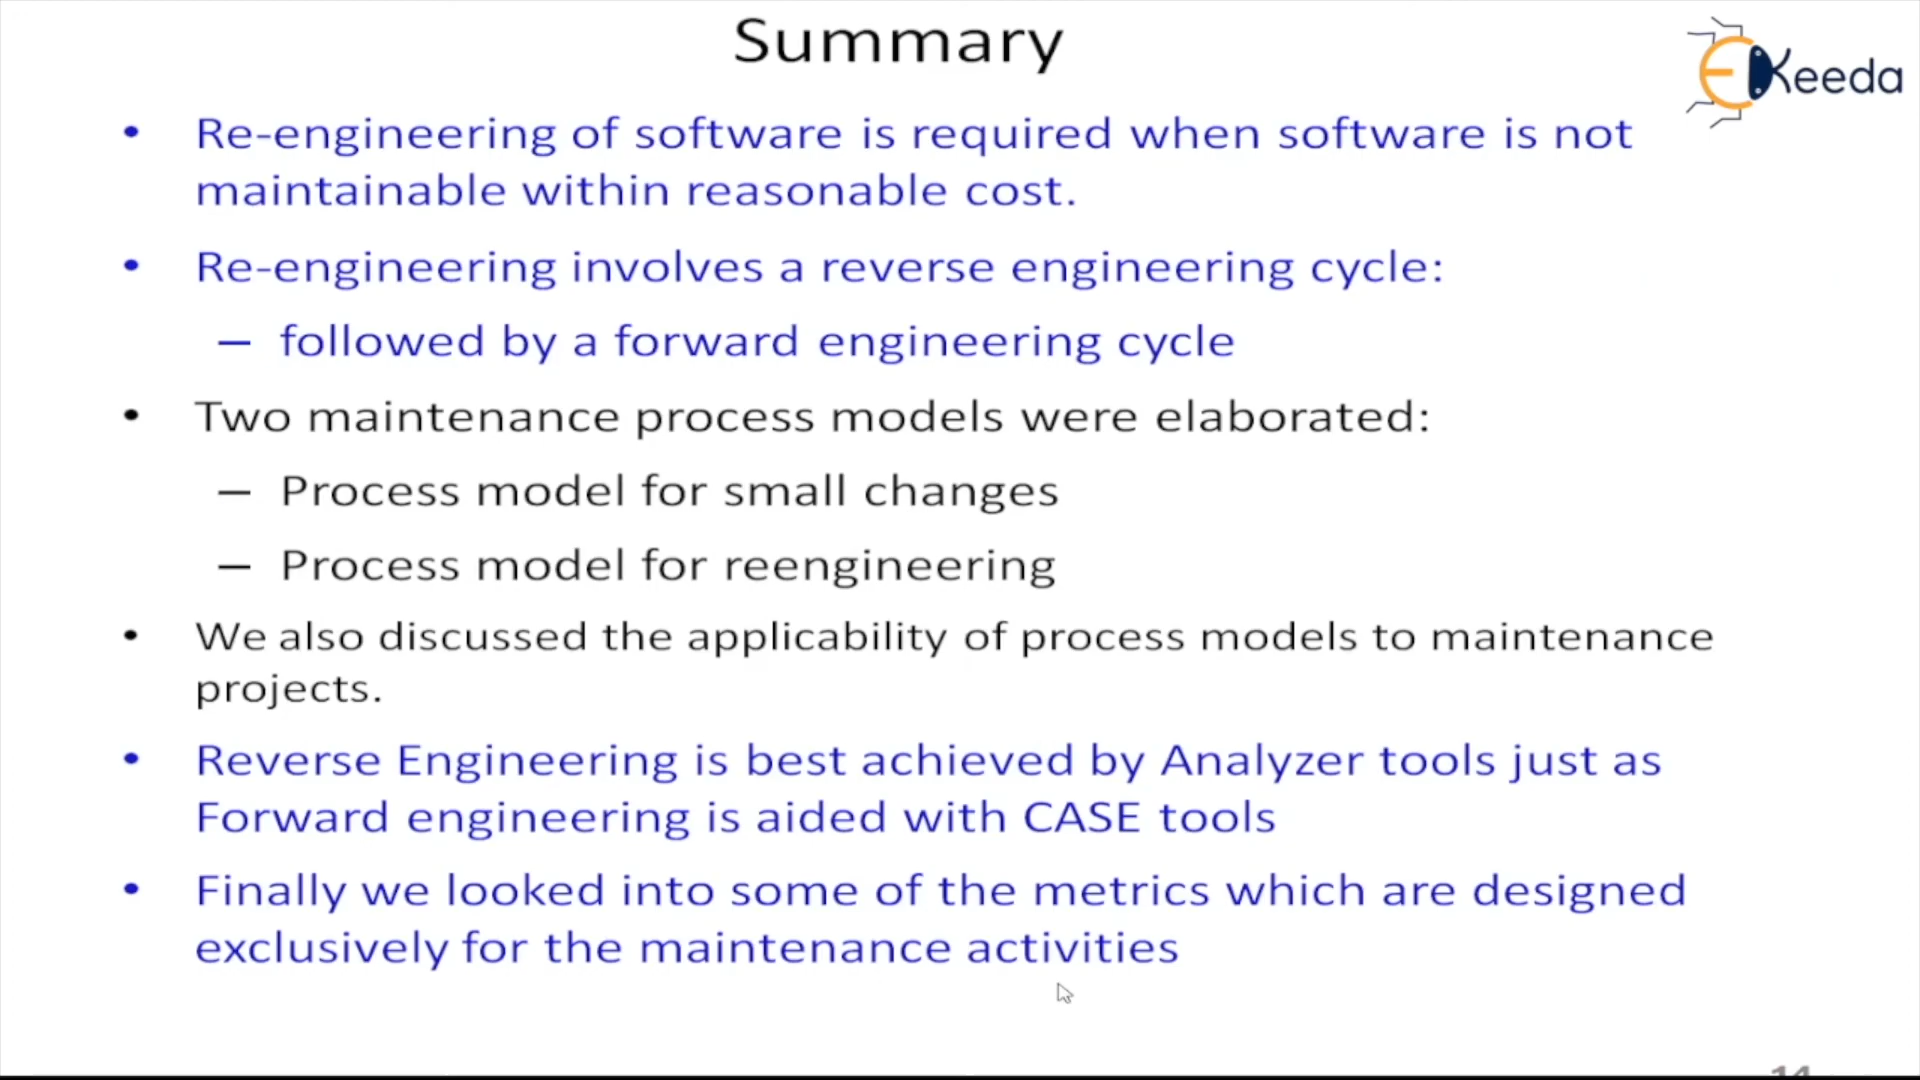 Summary
EKeeda
• Re-engineering of software is required when software is not
maintainable within reasonable cost.
• Re-engineering involves a reverse engineering cycle:
– followed by a forward engineering cycle
• Two maintenance process models were elaborated:
– Process model for small changes
– Process model for reengineering
• We also discussed the applicability of process models to maintenance
projects.
• Reverse Engineering is best achieved by Analyzer tools just as
Forward engineering is aided with CASE tools
• Finally we looked into some of the metrics which are designed
exclusively for the maintenance activities